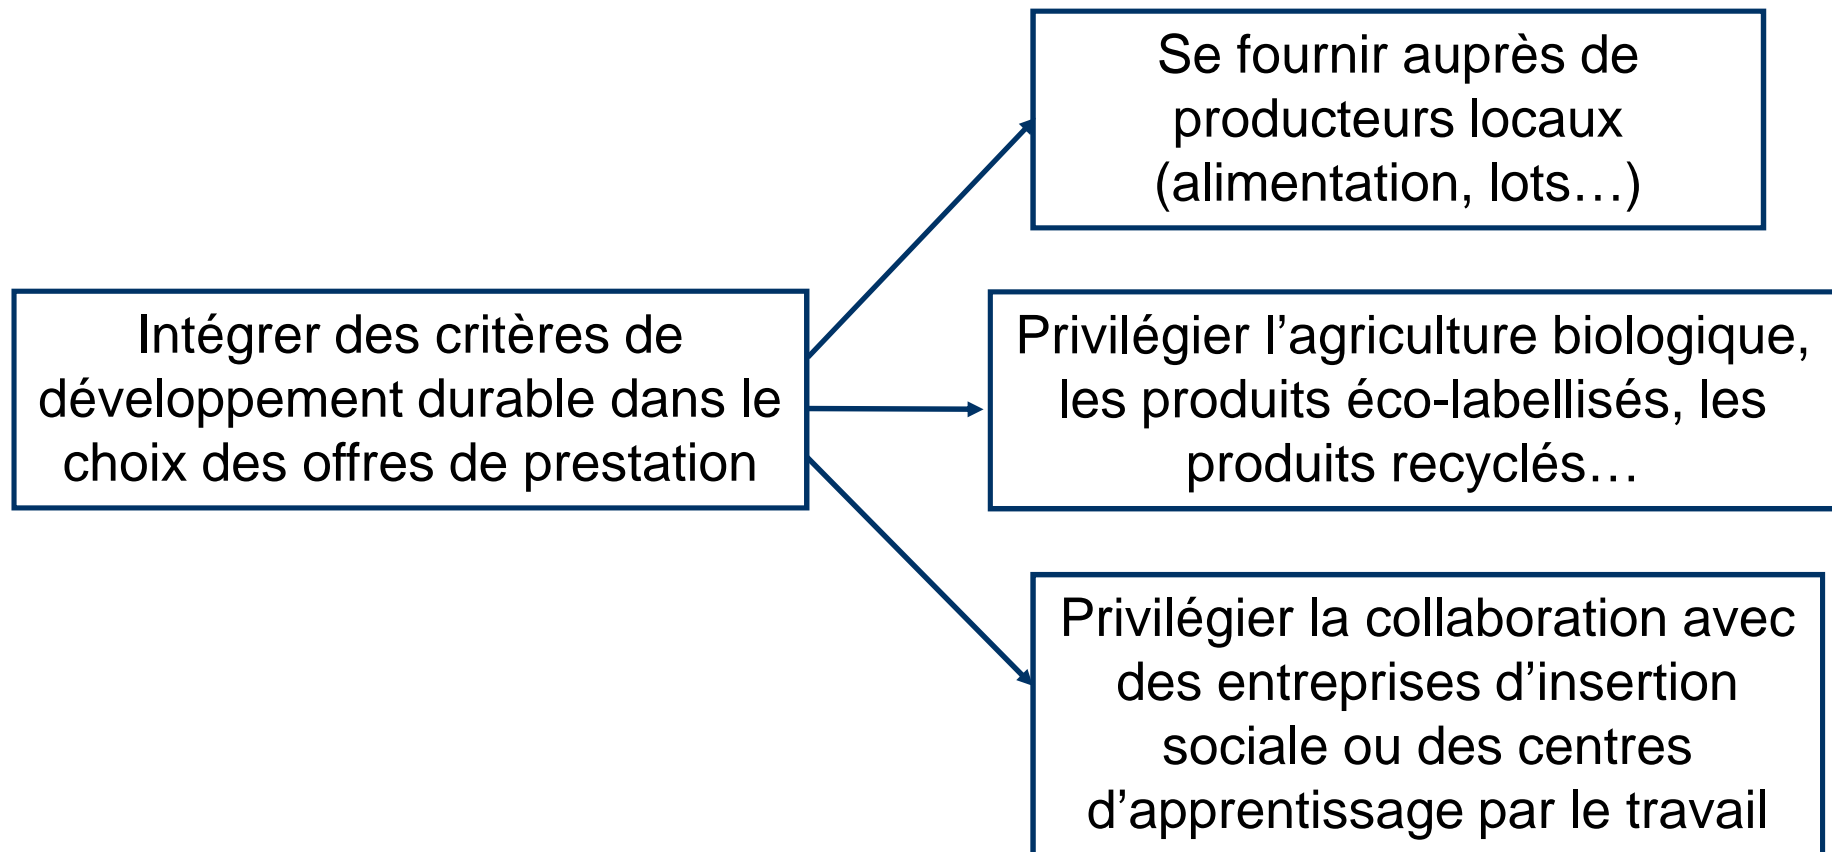 Se fournir auprès de
producteurs locaux
(alimentation, lots…)
Intégrer des critères de
développement durable dans le
choix des offres de prestation
Privilégier l’agriculture biologique,
les produits éco-labellisés, les
produits recyclés…
Privilégier la collaboration avec
des entreprises d’insertion
sociale ou des centres
d’apprentissage par le travail